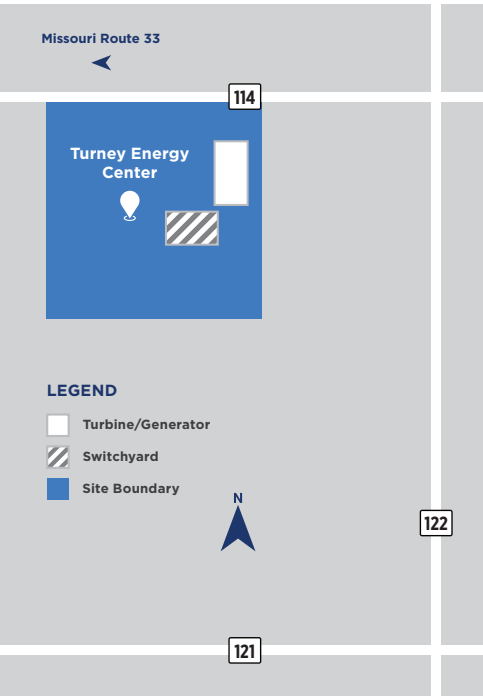 Missouri Route 33
114
Turney Energy
Center
LEGEND
Turbine/Generator
Switchyard
Site Boundary
N
122
121